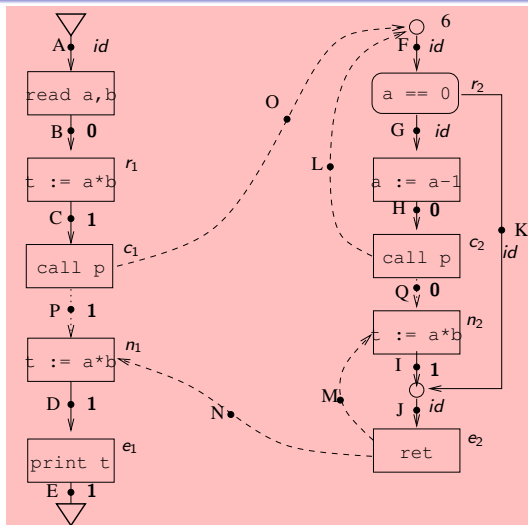 A id
read a,b
B 0
r1
t := a*b
C 1
c1
call p
P 1
n1
t := a*b
D 1
e1
print t
E 1
O
L
N
M
6
F id
r2
a == 0
G id
a := a-1
H 0
K
id
c2
call p
Q 0
n2
t := a*b
I 1
J id
e2
ret